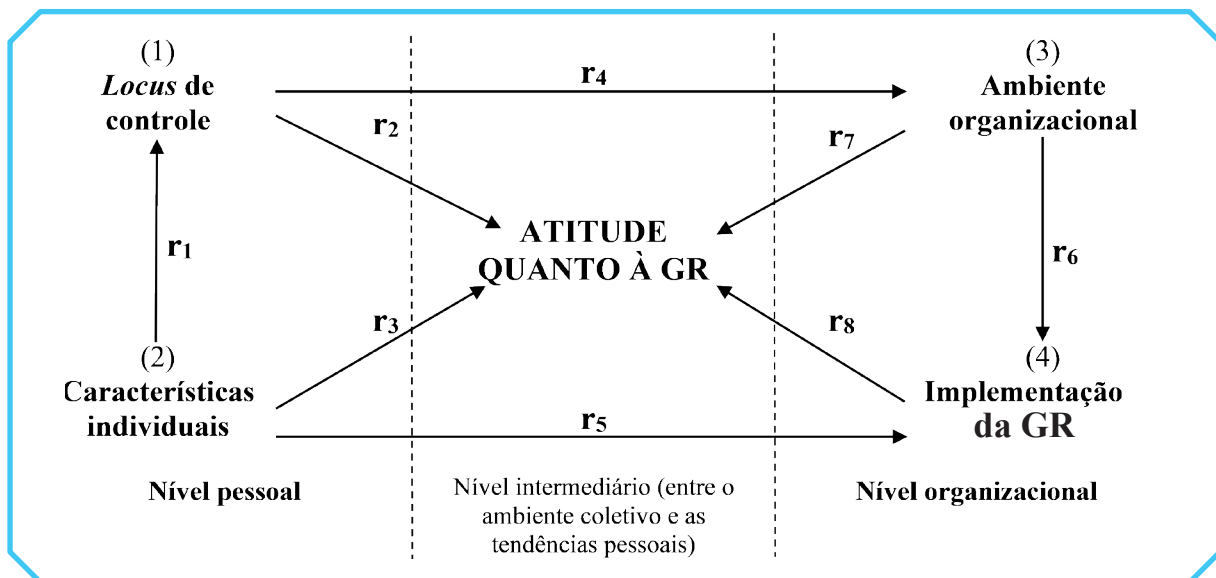 (1)
Locus de
controle
r4
(3)
Ambiente
organizacional
r2
r7
ATITUDE
QUANTO À GR
r1
r6
r3
r8
(2)
Características
individuais
(4)
Implementação
da GR
r5
Nível pessoal
Nível intermediário (entre o
ambiente coletivo e as
tendências pessoais)
Nível organizacional